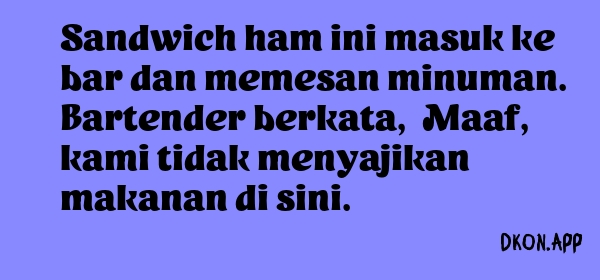 Sandwich ham ini masuk ke
bar dan memesan minuman.
Bartender berkata, Maaf,
kami tidak menyajikan
makanan di sini.
DKON.APP